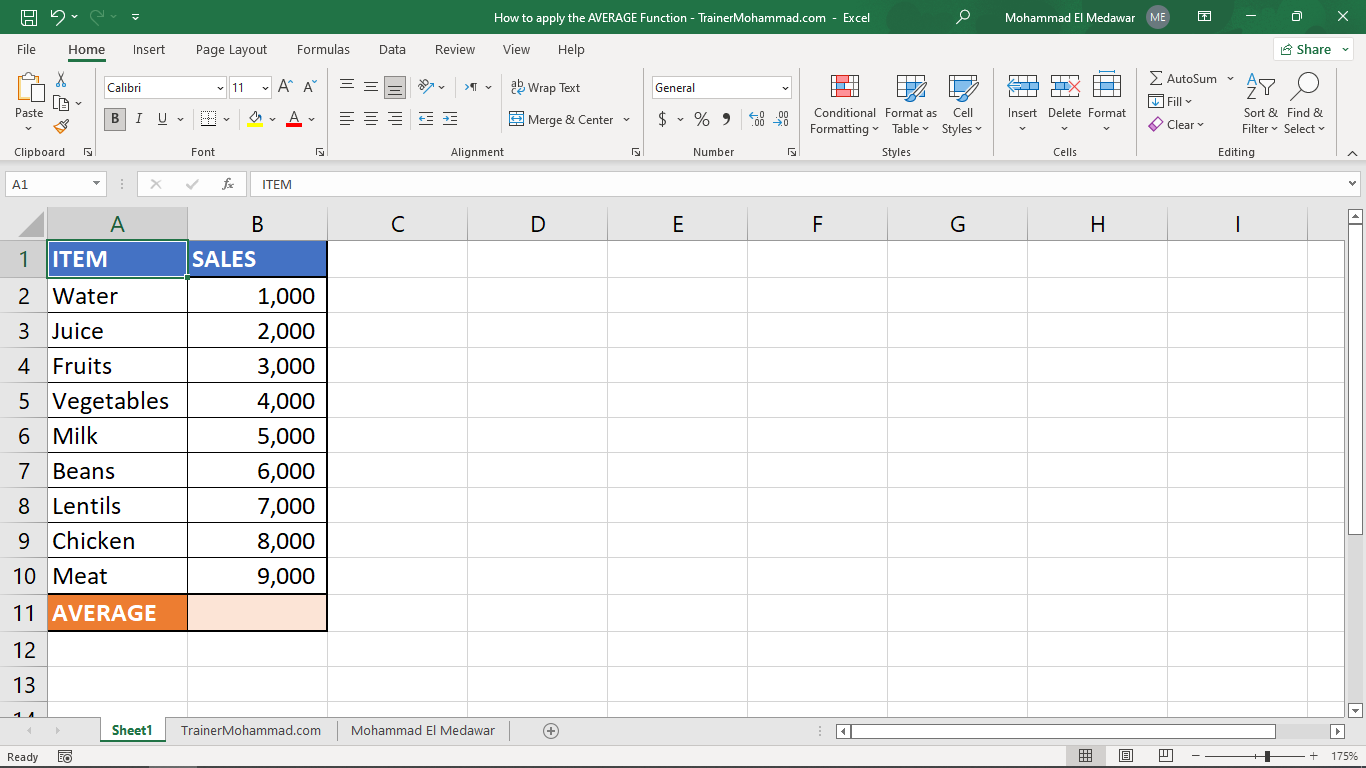 How to apply the AVERAGE Function - TrainerMohammad.com - Excel
Mohammad El Medawar
ME
File Home Insert Page Layout Formulas Data Review View Help
Share
Paste
Clipboard
Calibri 11
B I U
A
Font
ab Wrap Text
Merge & Center
Alignment
General
$ % 9
Number
Conditional Formatting
Format as Table
Cell Styles
Styles
Insert Delete Format
Cells
AutoSum
Fill
Clear
Sort & Filter
Find & Select
Editing
A1
fx
ITEM
A B C D E F G H I
1 ITEM SALES
2 Water 1,000
3 Juice 2,000
4 Fruits 3,000
5 Vegetables 4,000
6 Milk 5,000
7 Beans 6,000
8 Lentils 7,000
9 Chicken 8,000
10 Meat 9,000
11 AVERAGE
12
13
14
Sheet1 TrainerMohammad.com Mohammad El Medawar
Ready
175%